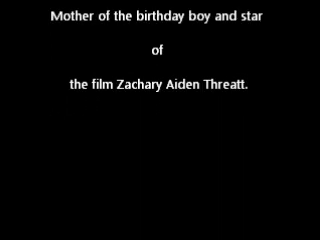 Mother of the birthday boy and star
of
the film Zachary Aiden Threatt.